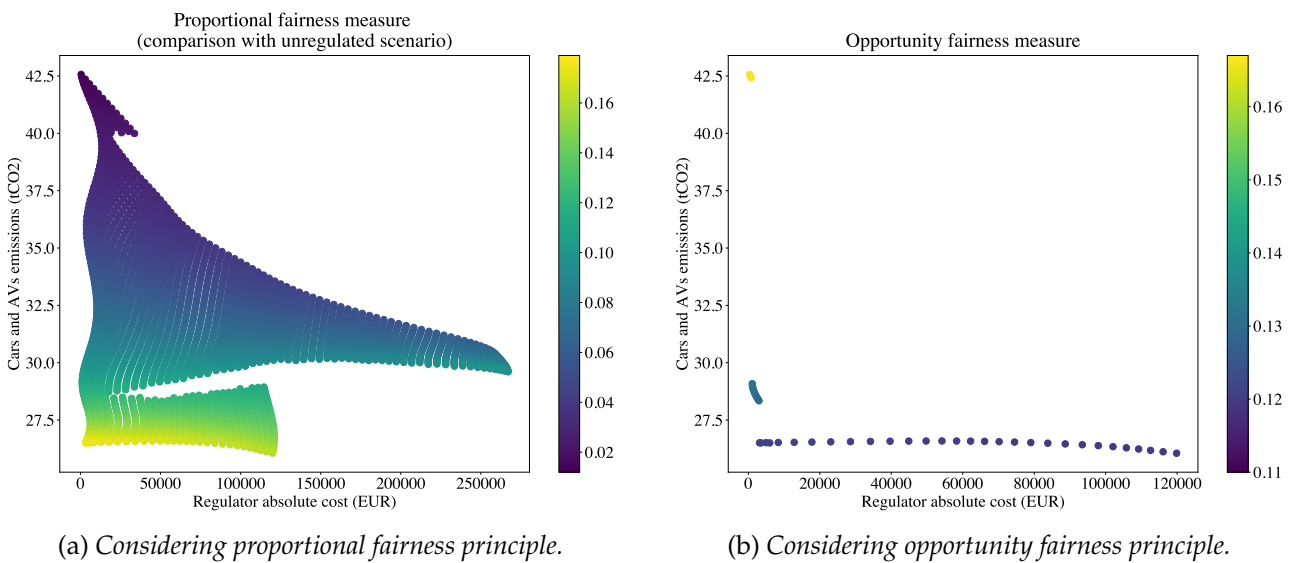 Proportional fairness measure
(comparison with unregulated scenario)
Cars and AVs emissions (tCO2)
42.5
40.0
37.5
35.0
32.5
30.0
27.5
0 50000 100000 150000 200000 250000
Regulator absolute cost (EUR)
0.16
0.14
0.12
0.10
0.08
0.06
0.04
0.02
(a) Considering proportional fairness principle.
Opportunity fairness measure
Cars and AVs emissions (tCO2)
42.5
40.0
37.5
35.0
32.5
30.0
27.5
0 20000 40000 60000 80000 100000 120000
Regulator absolute cost (EUR)
0.16
0.15
0.14
0.13
0.12
0.11
(b) Considering opportunity fairness principle.